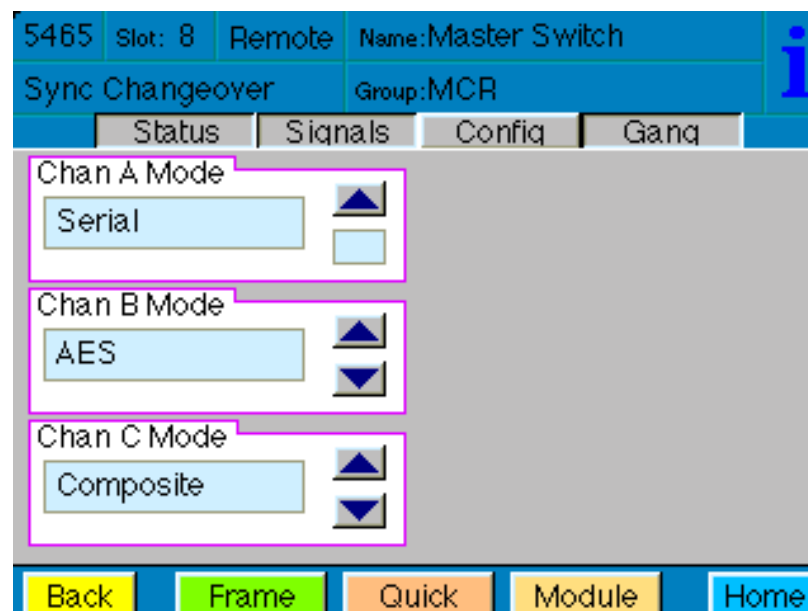 5465 Slot: 8 Remote Name:Master Switch
Sync Changeover Group:MCR
i
Status Signals Config Gang
Chan A Mode
Serial
Chan B Mode
AES
Chan C Mode
Composite
Back Frame Quick Module Home